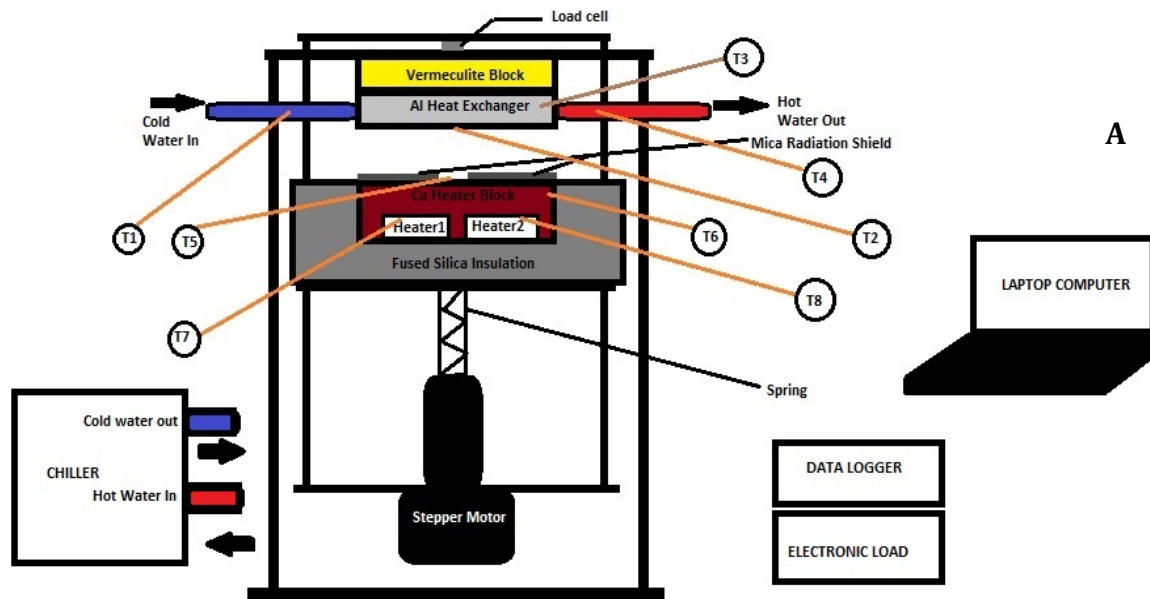 Load cell
T3
Vermeculite Block
Al Heat Exchanger
Hot
Water Out
Cold
Water In
Mica Radiation Shield
A
T4
Cu Heater Block
T1
T5
T6
T2
Heater1
Heater2
Fused Silica Insulation
LAPTOP COMPUTER
T8
T7
Spring
Cold water out
CHILLER
DATA LOGGER
Hot Water In
Stepper Motor
ELECTRONIC LOAD